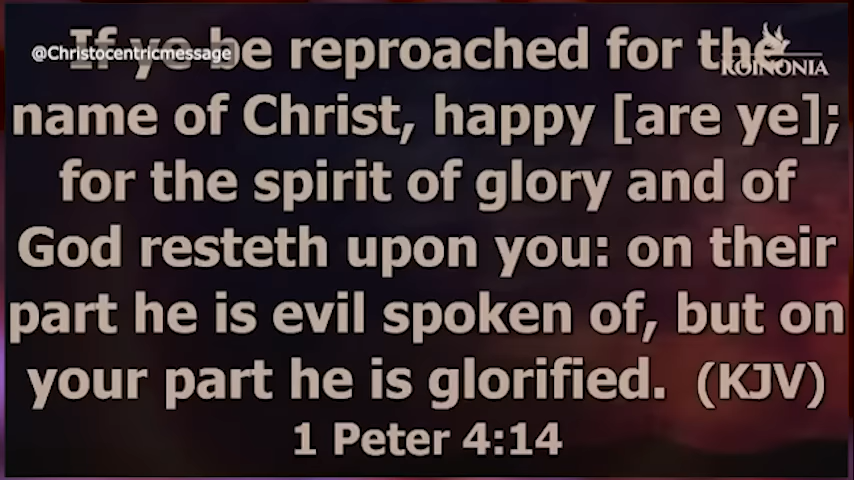 @Christocentricmessage
KOINONIA
If ye be reproached for the
name of Christ, happy [are ye];
for the spirit of glory and of
God resteth upon you: on their
part he is evil spoken of, but on
your part he is glorified. (KJV)
1 Peter 4:14